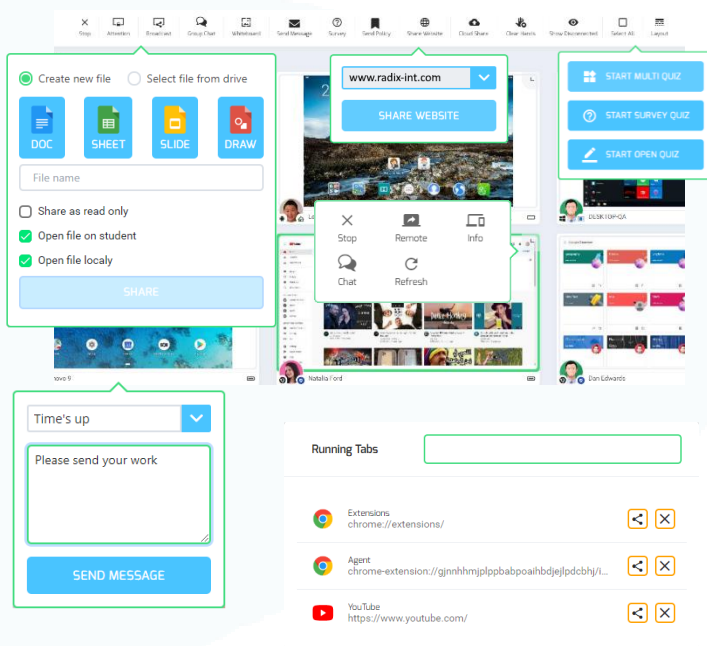 Stop Attention Broadcast Group Chat Whiteboard Send Message Survey Send Policy Share Website Cloud Share Clear Hands Show Disconnected Select All Layout
Create new file Select file from drive
DOC SHEET SLIDE DRAW
File name
Share as read only
Open file on student
Open file localy
SHARE
www.radix-int.com
SHARE WEBSITE
START MULTI QUIZ
START SURVEY QUIZ
START OPEN QUIZ
DESKTOP-QA
Stop Remote Info
Chat Refresh
Natalia Ford
Dan Edwards
Time's up
Please send your work
SEND MESSAGE
Running Tabs
Extensions
chrome://extensions/
Agent
YouTube
https://www.youtube.com/